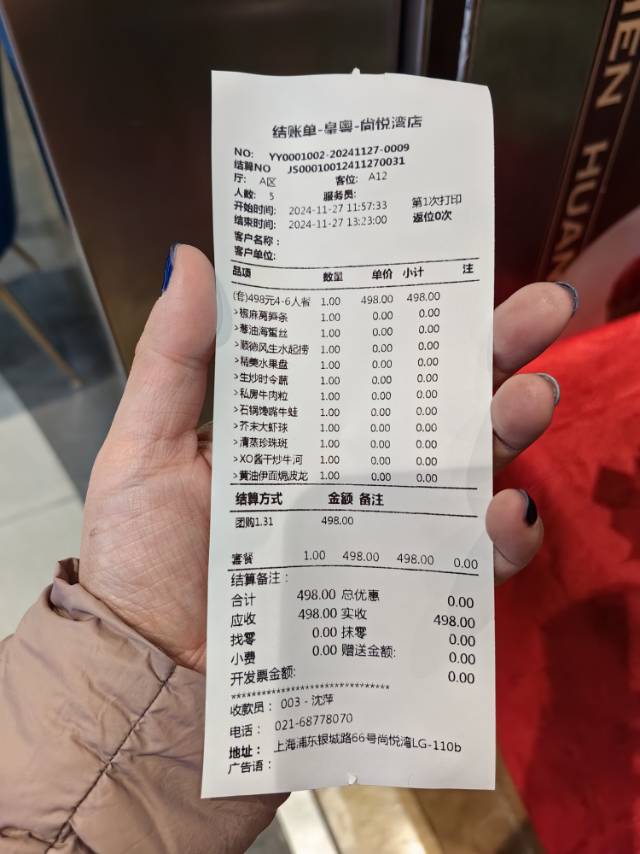 结账单-皇粤-尚悦湾店
NO: YY0001002-20241127-0009
结算NO JS00010012411270031
厅: A区 客位: A12
人数: 5 服务员:
开始时间: 2024-11-27 11:57:33 第1次打印
结束时间: 2024-11-27 13:23:00 返位0次
客户名称:
客户单位:
品项 数量 单价 小计 注
(套)498元4-6人餐 1.00 498.00 498.00
>椒麻莴笋条 1.00 0.00 0.00
>葱油海蜇丝 1.00 0.00 0.00
>顺德风生水起捞 1.00 0.00 0.00
>精美水果盘 1.00 0.00 0.00
>生炒时令蔬 1.00 0.00 0.00
>私房牛肉粒 1.00 0.00 0.00
>石锅馋嘴牛蛙 1.00 0.00 0.00
>芥末大虾球 1.00 0.00 0.00
>清蒸珍珠斑 1.00 0.00 0.00
>XO酱干炒牛河 1.00 0.00 0.00
>黄油伊面焗波龙 1.00 0.00 0.00
结算方式 金额 备注
团购1.31 498.00
套餐 1.00 498.00 498.00 0.00
结算备注:
合计 498.00 总优惠 0.00
应收 498.00 实收 498.00
找零 0.00 抹零 0.00
小费 0.00 赠送金额: 0.00
开发票金额: 0.00
*******************************
收款员: 003 - 沈萍
电话: 021-68778070
地址: 上海浦东银城路66号尚悦湾LG-110b
广告语:
HUAN